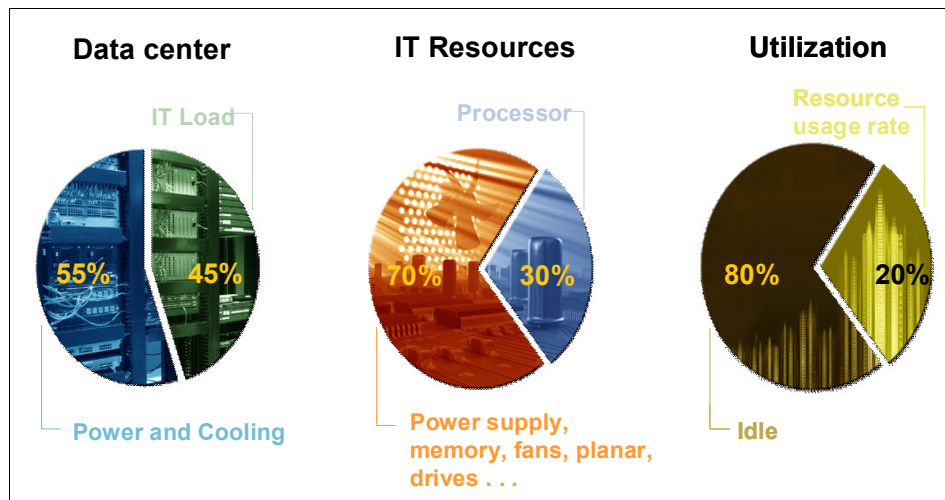 Data center
IT Load
55%
45%
Power and Cooling
IT Resources
Processor
70%
30%
Power supply,
memory, fans, planar,
drives . . .
Utilization
Resource
usage rate
80%
20%
Idle